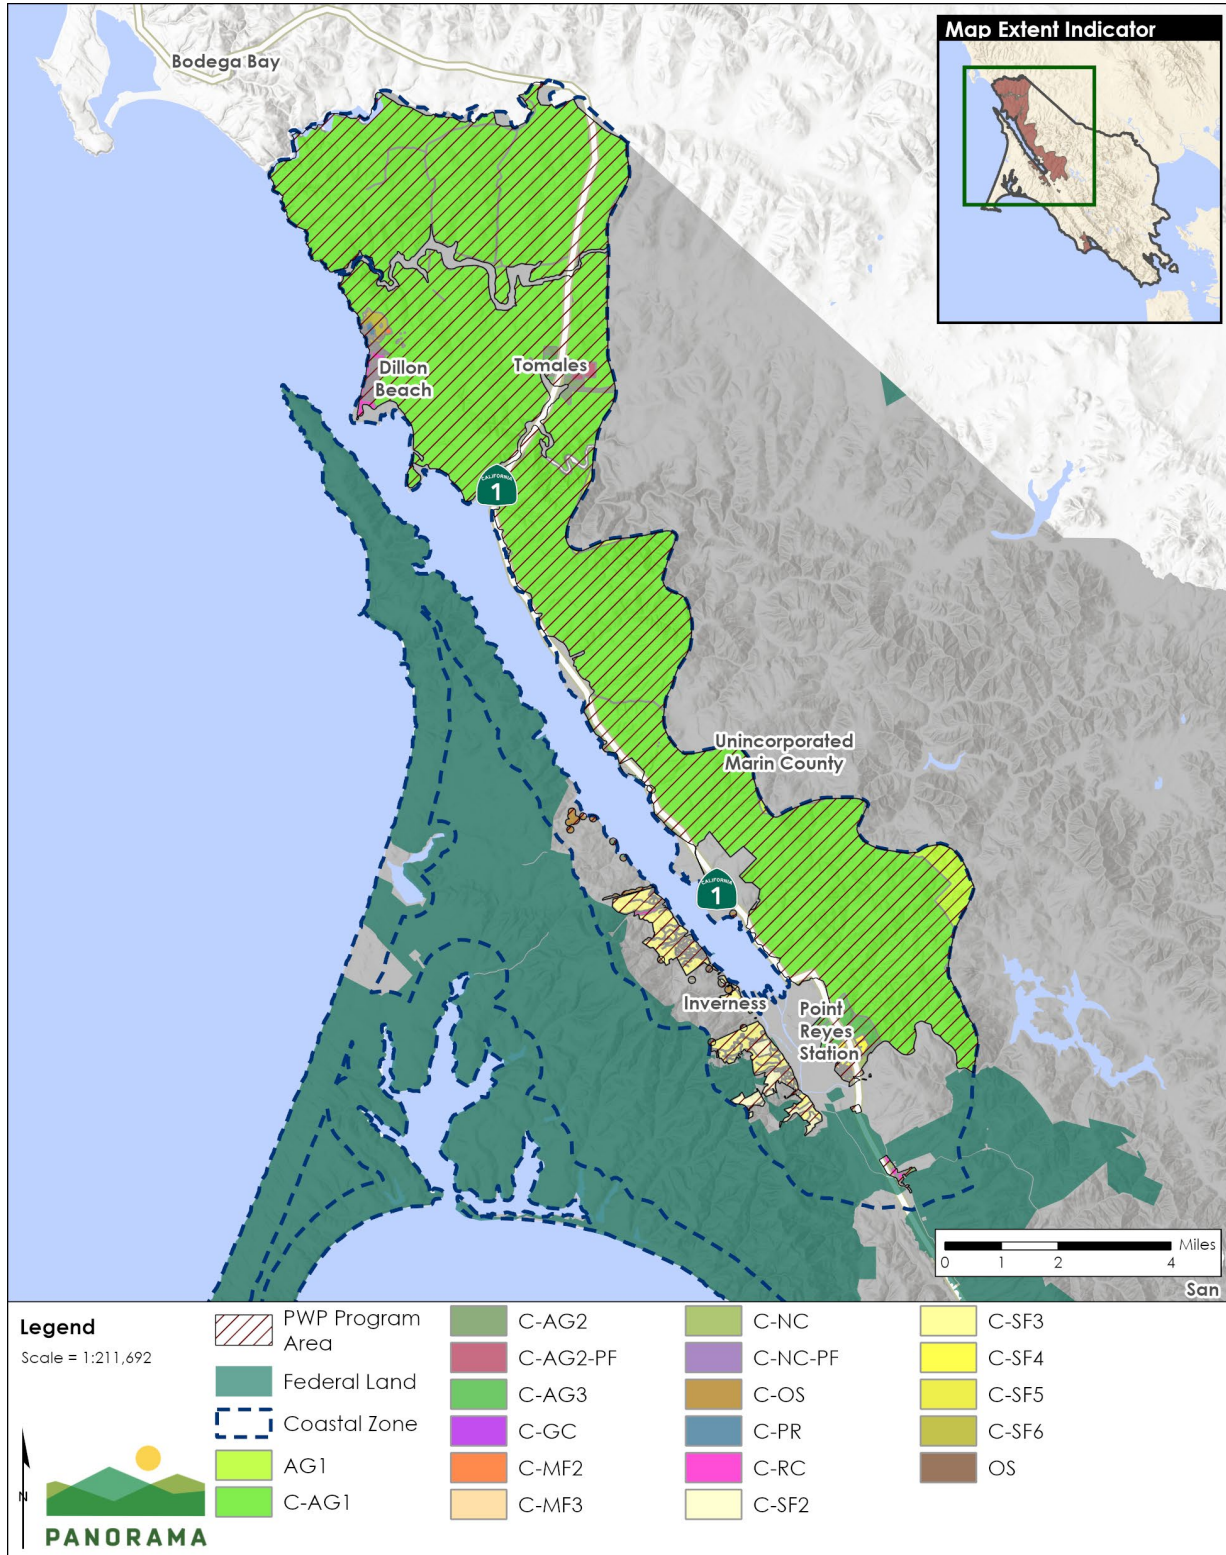 Map Extent Indicator
Bodega Bay
Dillon
Beach
Tomales
CALIFORNIA
1
Unincorporated
Marin County
CALIFORNIA
1
Inverness
Point
Reyes
Station
Miles
0 1 2 4
San
Legend
Scale = 1:211,692
N
PANORAMA
PWP Program
Area
Federal Land
Coastal Zone
AG1
C-AG1
C-AG2
C-AG2-PF
C-AG3
C-GC
C-MF2
C-MF3
C-NC
C-NC-PF
C-OS
C-PR
C-RC
C-SF2
C-SF3
C-SF4
C-SF5
C-SF6
OS